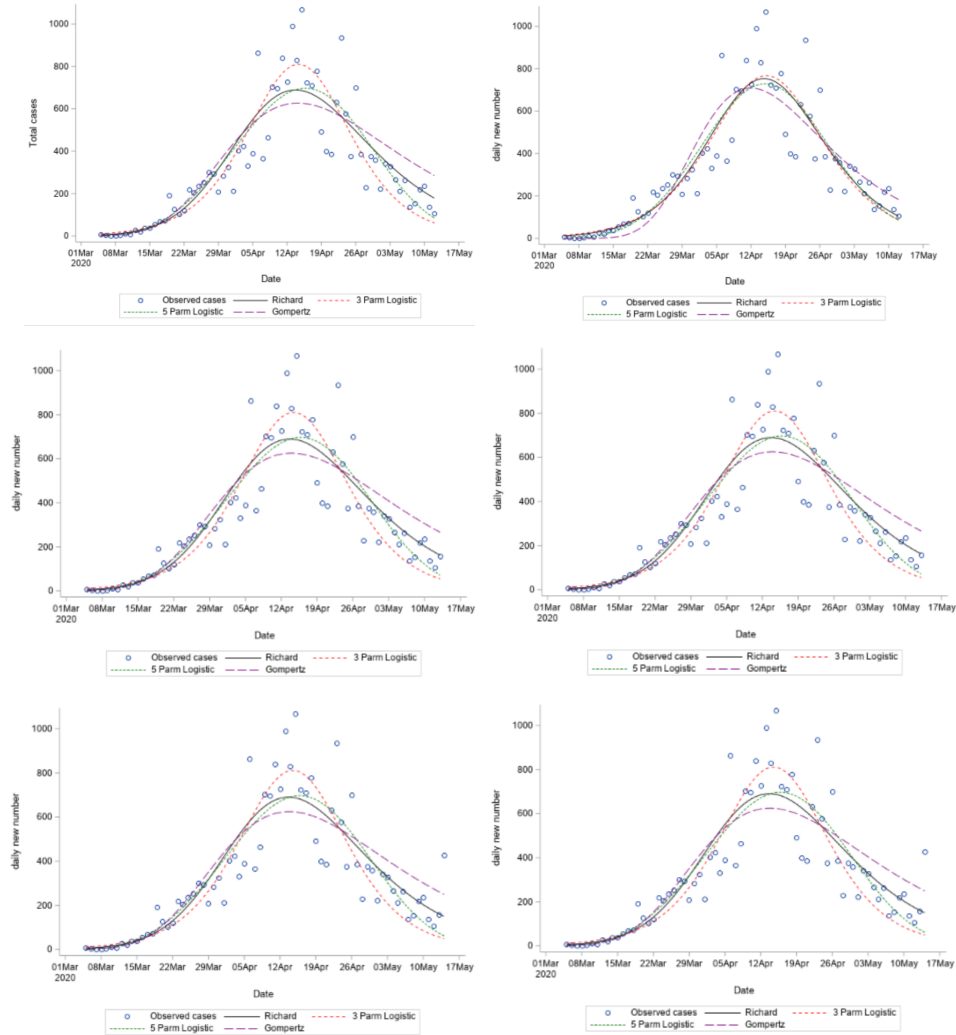 Total cases
1000
800
600
400
200
0
01Mar 08Mar 15Mar 22Mar 29Mar 05Apr 12Apr 19Apr 26Apr 03May 10May 17May
2020
Date
Observed cases Richard 3 Parm Logistic
5 Parm Logistic Gompertz
daily new number
1000
800
600
400
200
0
01Mar 08Mar 15Mar 22Mar 29Mar 05Apr 12Apr 19Apr 26Apr 03May 10May 17May
2020
Date
Observed cases Richard 3 Parm Logistic
5 Parm Logistic Gompertz
daily new number
1000
800
600
400
200
0
01Mar 08Mar 15Mar 22Mar 29Mar 05Apr 12Apr 19Apr 26Apr 03May 10May 17May
2020
Date
Observed cases Richard 3 Parm Logistic
5 Parm Logistic Gompertz
daily new number
1000
800
600
400
200
0
01Mar 08Mar 15Mar 22Mar 29Mar 05Apr 12Apr 19Apr 26Apr 03May 10May 17May
2020
Date
Observed cases Richard 3 Parm Logistic
5 Parm Logistic Gompertz
daily new number
1000
800
600
400
200
0
01Mar 08Mar 15Mar 22Mar 29Mar 05Apr 12Apr 19Apr 26Apr 03May 10May 17May
2020
Date
Observed cases Richard 3 Parm Logistic
5 Parm Logistic Gompertz
daily new number
1000
800
600
400
200
0
01Mar 08Mar 15Mar 22Mar 29Mar 05Apr 12Apr 19Apr 26Apr 03May 10May 17May
2020
Date
Observed cases Richard 3 Parm Logistic
5 Parm Logistic Gompertz